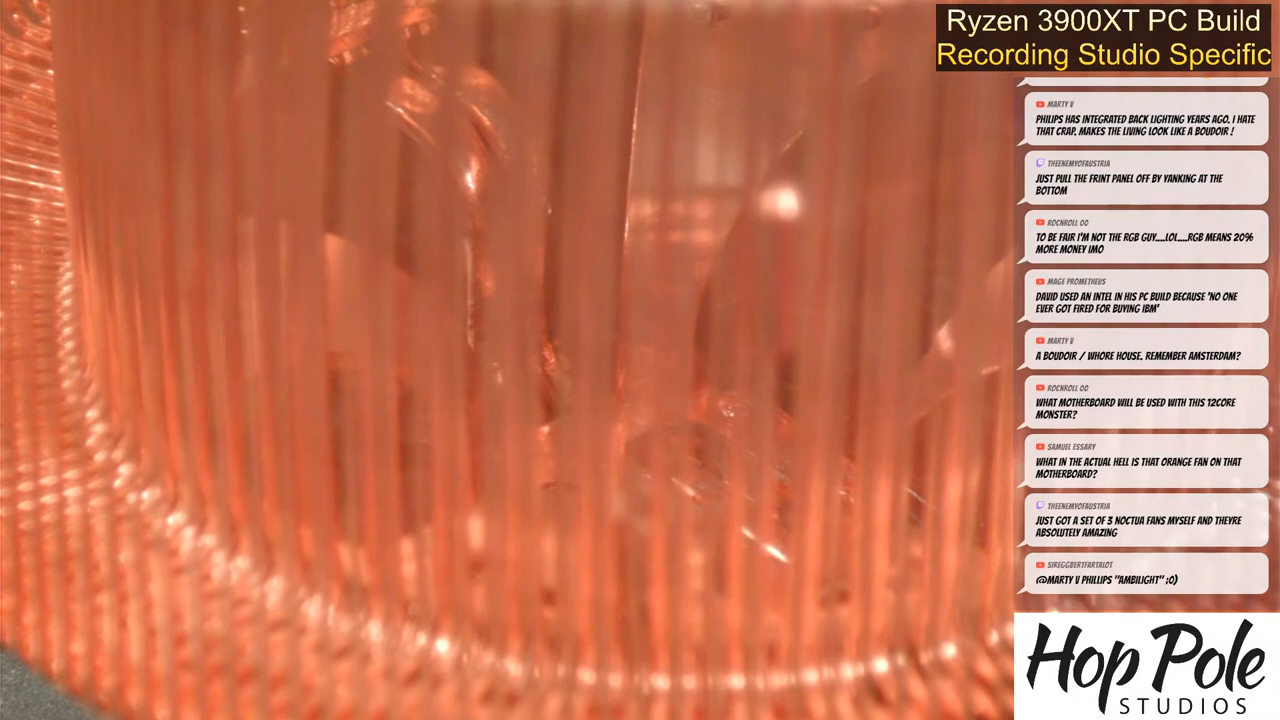 Ryzen 3900XT PC Build
Recording Studio Specific
MARTY V
PHILIPS HAS INTEGRATED BACK LIGHTING YEARS AGO. I HATE
THAT CRAP. MAKES THE LIVING LOOK LIKE A BOUDOIR !
THEENEMYOFAUSTRIA
JUST PULL THE FRINT PANEL OFF BY YANKING AT THE
BOTTOM
ROCNROLL OO
TO BE FAIR I'M NOT THE RGB GUY....LOL....RGB MEANS 20%
MORE MONEY IMO
MAGE PROMETHEUS
DAVID USED AN INTEL IN HIS PC BUILD BECAUSE 'NO ONE
EVER GOT FIRED FOR BUYING IBM'
MARTY V
A BOUDOIR / WHORE HOUSE. REMEMBER AMSTERDAM?
ROCNROLL OO
WHAT MOTHERBOARD WILL BE USED WITH THIS 12CORE
MONSTER?
SAMUEL ESSARY
WHAT IN THE ACTUAL HELL IS THAT ORANGE FAN ON THAT
MOTHERBOARD?
THEENEMYOFAUSTRIA
JUST GOT A SET OF 3 NOCTUA FANS MYSELF AND THEYRE
ABSOLUTELY AMAZING
SIREGGBERTFARTALOT
@MARTY V PHILLIPS "AMBILIGHT" ;O)
Hop Pole
STUDIOS